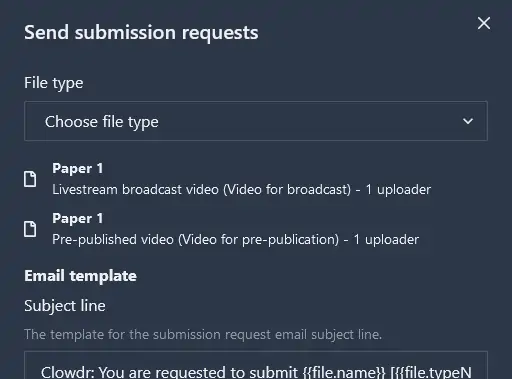 Send submission requests
File type
Choose file type
Paper 1
Livestream broadcast video (Video for broadcast) - 1 uploader
Paper 1
Pre-published video (Video for pre-publication) - 1 uploader
Email template
Subject line
The template for the submission request email subject line.
Clowdr: You are requested to submit {{file.name}} [{{file.typeN